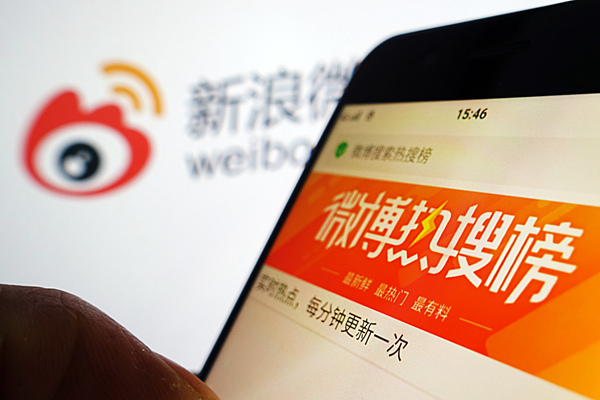 新浪微
weibo
15:46
微博搜索热搜榜
微博热搜榜
最新鲜 最热门 最有料
实时热点，每分钟更新一次